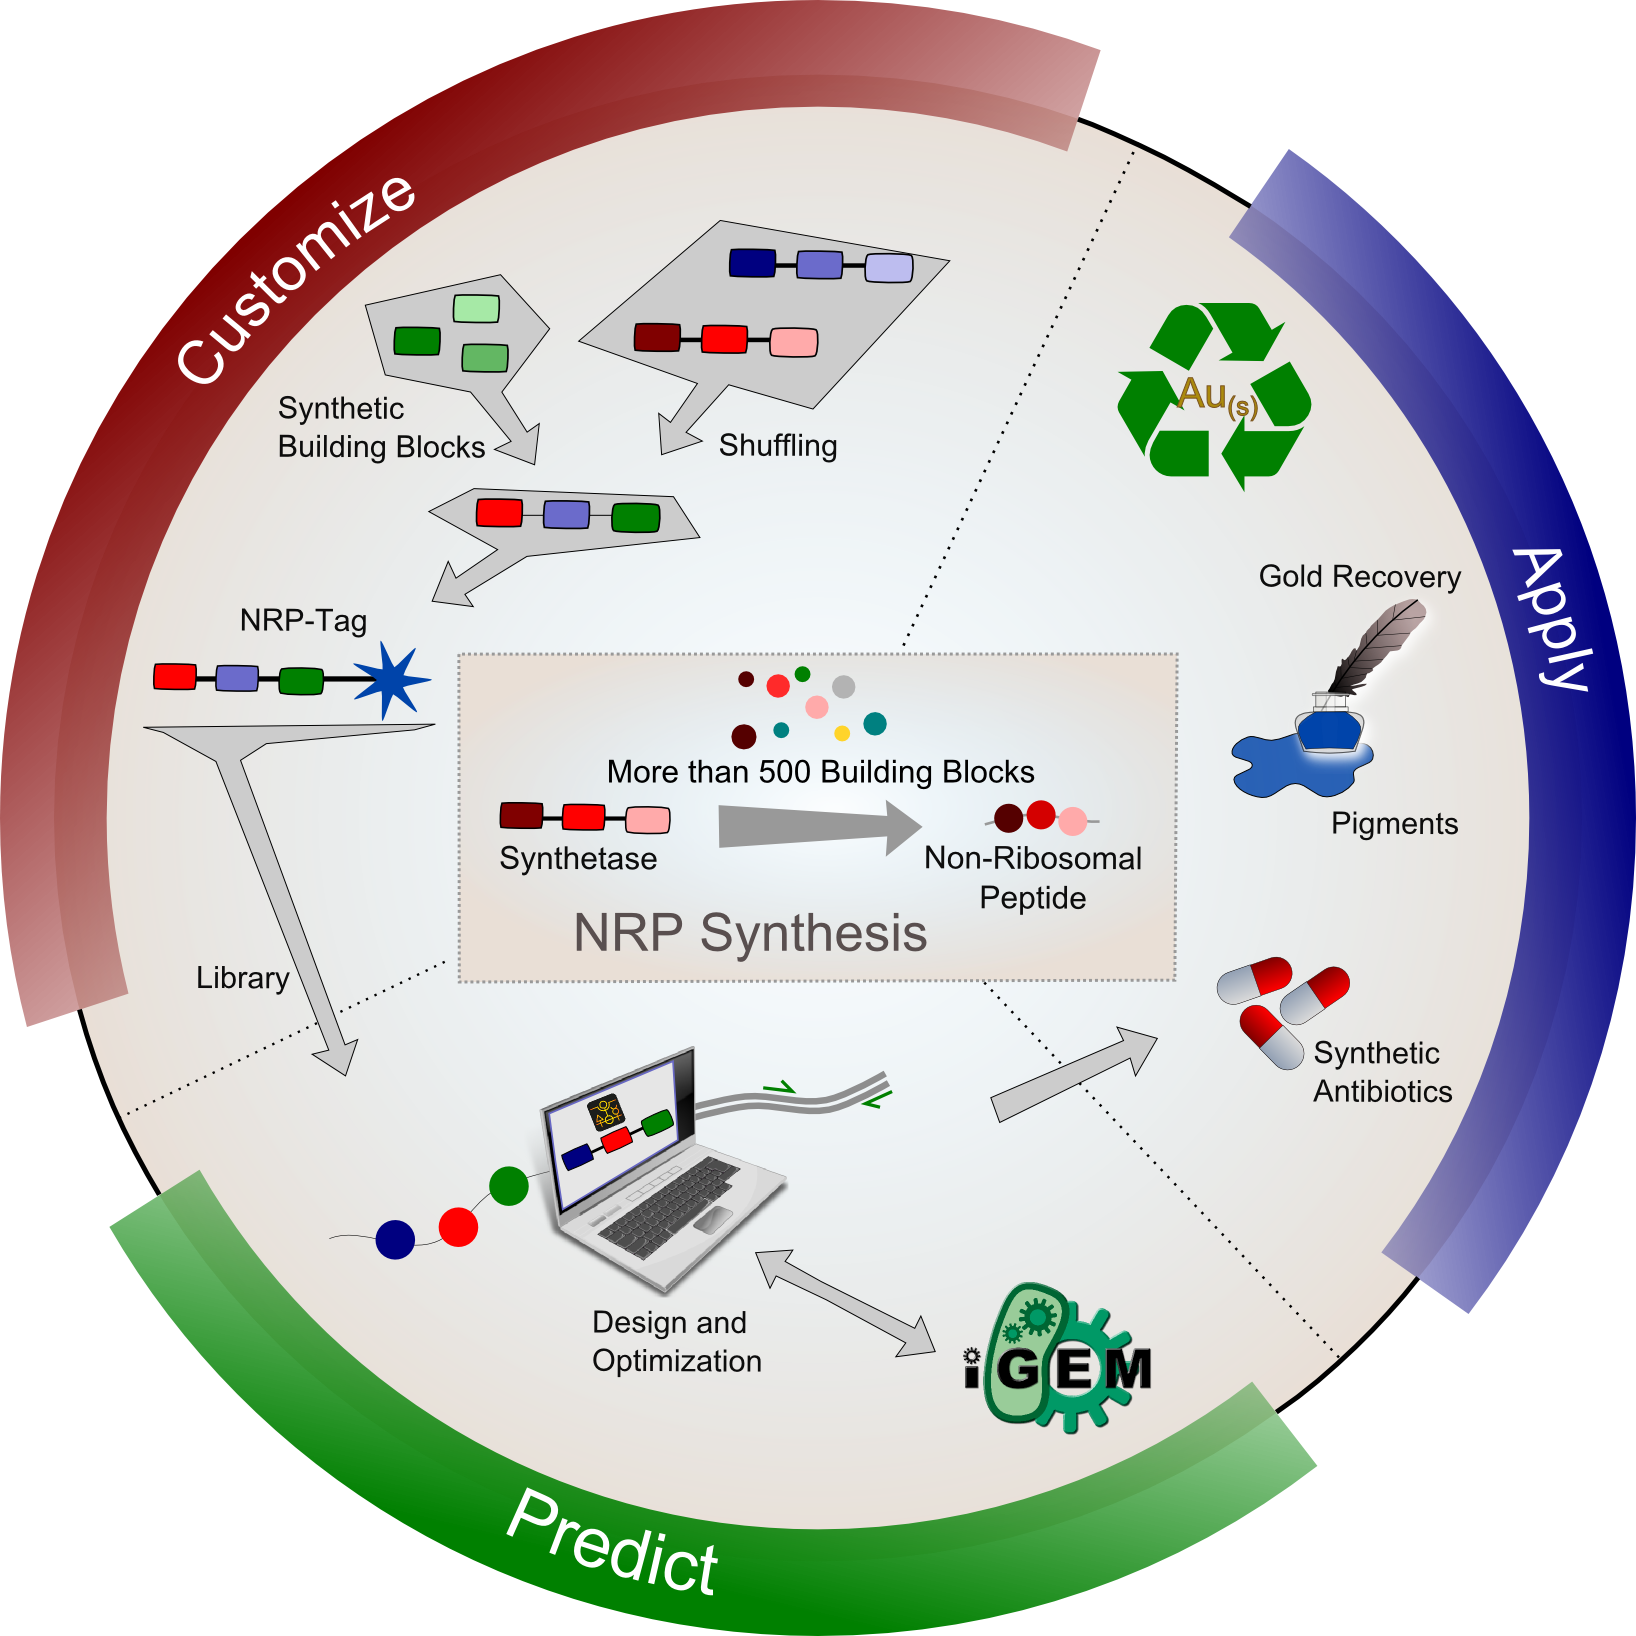 Customize
Synthetic
Building Blocks
Shuffling
NRP-Tag
Library
Apply
Au(s)
Gold Recovery
Pigments
Synthetic
Antibiotics
More than 500 Building Blocks
Synthetase
Non-Ribosomal
Peptide
NRP Synthesis
Design and
Optimization
iGEM
Predict